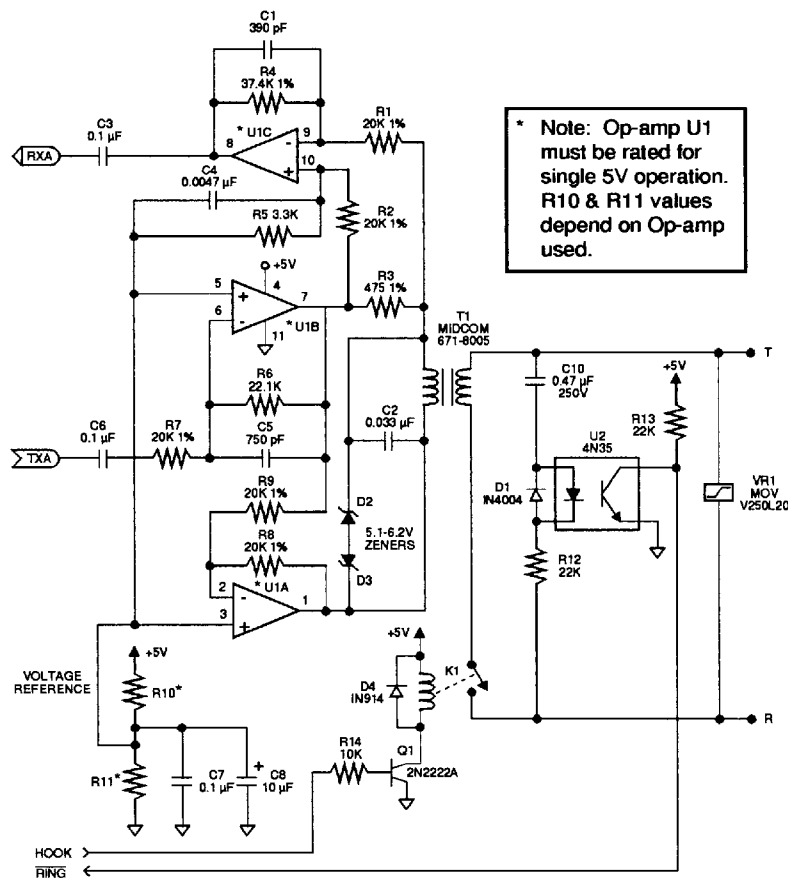 C1
390 pF
R4
37.4K 1%
C3
0.1 µF
RXA
* U1C
8
9
10
-
+
R1
20K 1%
C4
0.0047 µF
R5 3.3K
R2
20K 1%
* Note: Op-amp U1
must be rated for
single 5V operation.
R10 & R11 values
depend on Op-amp
used.
+5V
4
5
6
7
+
-
11
* U1B
R3
475 1%
T1
MIDCOM
671-8005
R6
22.1K
C6
0.1 µF
R7
20K 1%
TXA
C5
750 pF
C2
0.033 µF
C10
0.47 µF
250V
T
+5V
R13
22K
U2
4N35
D1
IN4004
VR1
MOV
V250L20
R9
20K 1%
R8
20K 1%
D2
5.1-6.2V
ZENERS
D3
R12
22K
* U1A
2
3
1
-
+
+5V
VOLTAGE
REFERENCE
R10*
R11*
C7
0.1 µF
+
C8
10 µF
+5V
D4
IN914
K1
R14
10K
Q1
2N2222A
R
HOOK
RING